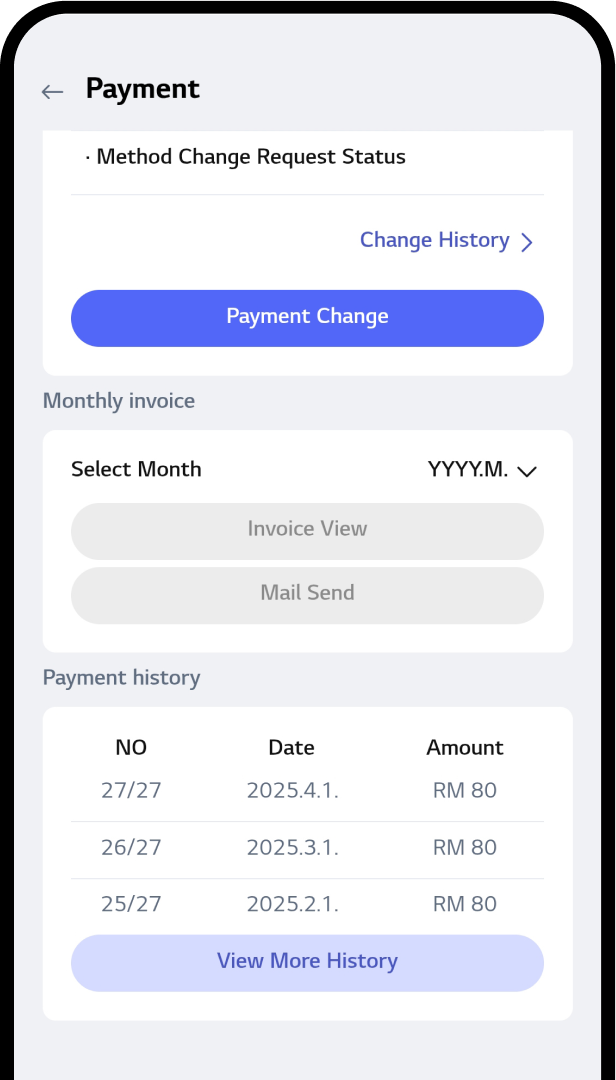 Payment
· Method Change Request Status
Change History
Payment Change
Monthly invoice
Select Month YYYY.M.
Invoice View
Mail Send
Payment history
NO Date Amount
27/27 2025.4.1. RM 80
26/27 2025.3.1. RM 80
25/27 2025.2.1. RM 80
View More History